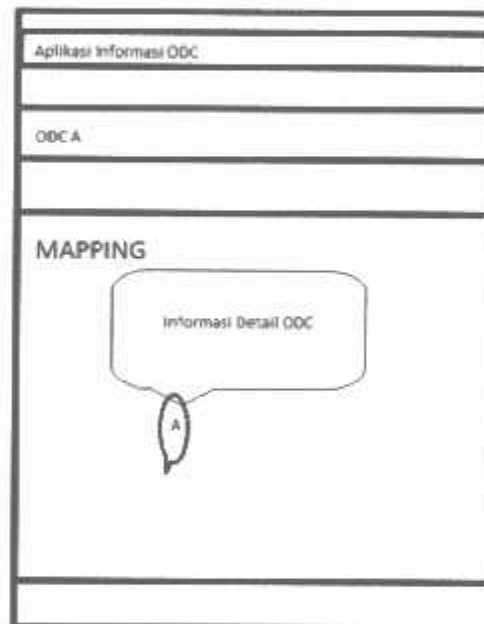 Aplikasi Informasi ODC
ODC A
MAPPING
Informasi Detail ODC
A